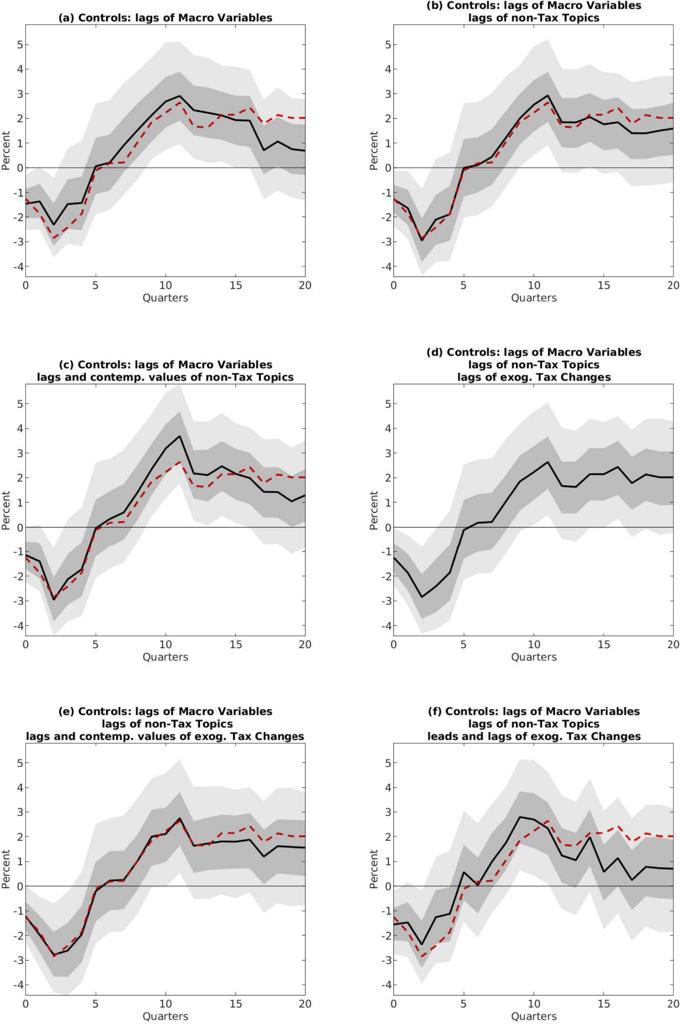 (a) Controls: lags of Macro Variables
5
4
3
2
1
0
-1
-2
-3
-4
Percent
0 5 10 15 20
Quarters
(b) Controls: lags of Macro Variables
lags of non-Tax Topics
5
4
3
2
1
0
-1
-2
-3
-4
Percent
0 5 10 15 20
Quarters
(c) Controls: lags of Macro Variables
lags and contemp. values of non-Tax Topics
5
4
3
2
1
0
-1
-2
-3
-4
Percent
0 5 10 15 20
Quarters
(d) Controls: lags of Macro Variables
lags of non-Tax Topics
lags of exog. Tax Changes
5
4
3
2
1
0
-1
-2
-3
-4
Percent
0 5 10 15 20
Quarters
(e) Controls: lags of Macro Variables
lags of non-Tax Topics
lags and contemp. values of exog. Tax Changes
5
4
3
2
1
0
-1
-2
-3
-4
Percent
0 5 10 15 20
Quarters
(f) Controls: lags of Macro Variables
lags of non-Tax Topics
leads and lags of exog. Tax Changes
5
4
3
2
1
0
-1
-2
-3
-4
Percent
0 5 10 15 20
Quarters